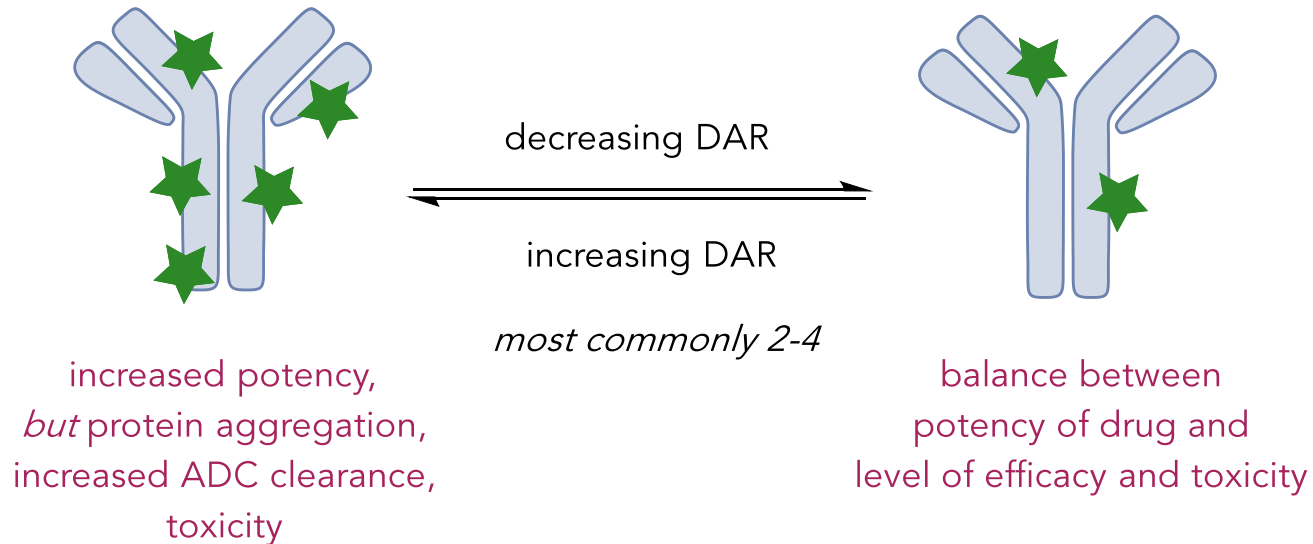 decreasing DAR
increasing DAR
most commonly 2-4
increased potency,
but protein aggregation,
increased ADC clearance,
toxicity
balance between
potency of drug and
level of efficacy and toxicity